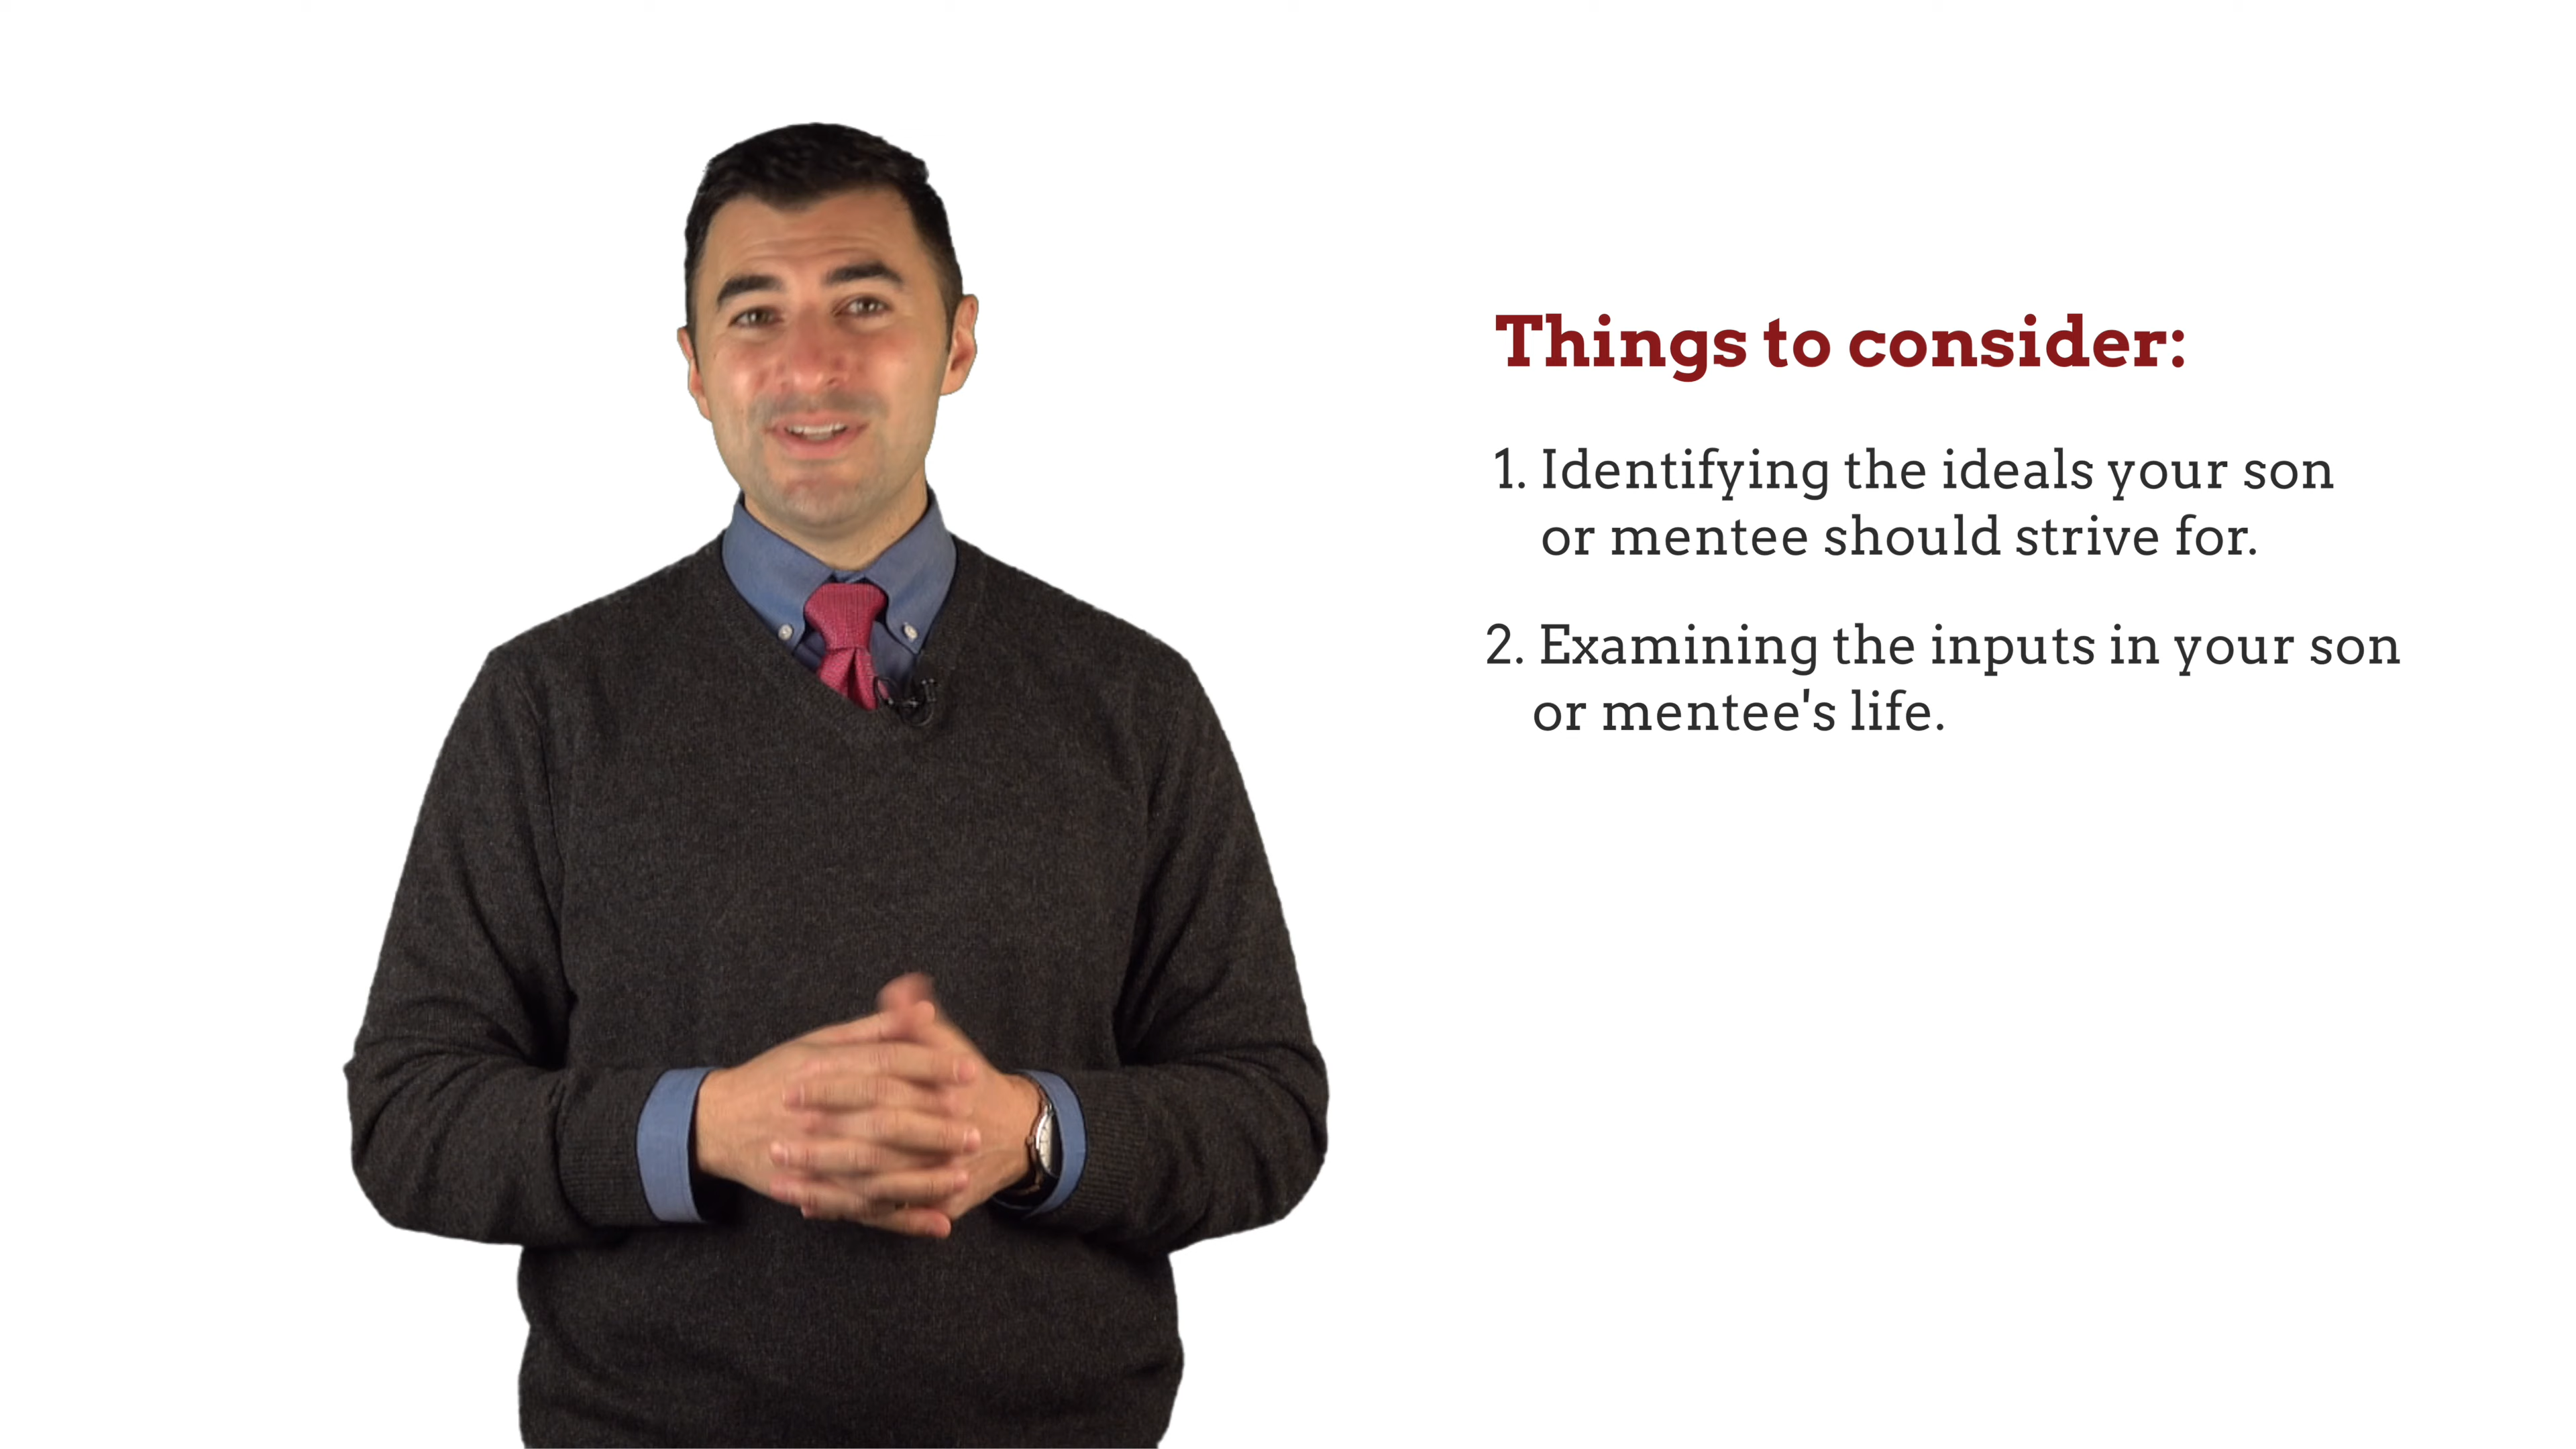 Things to consider:
1. Identifying the ideals your son
or mentee should strive for.
2. Examining the inputs in your son
or mentee's life.